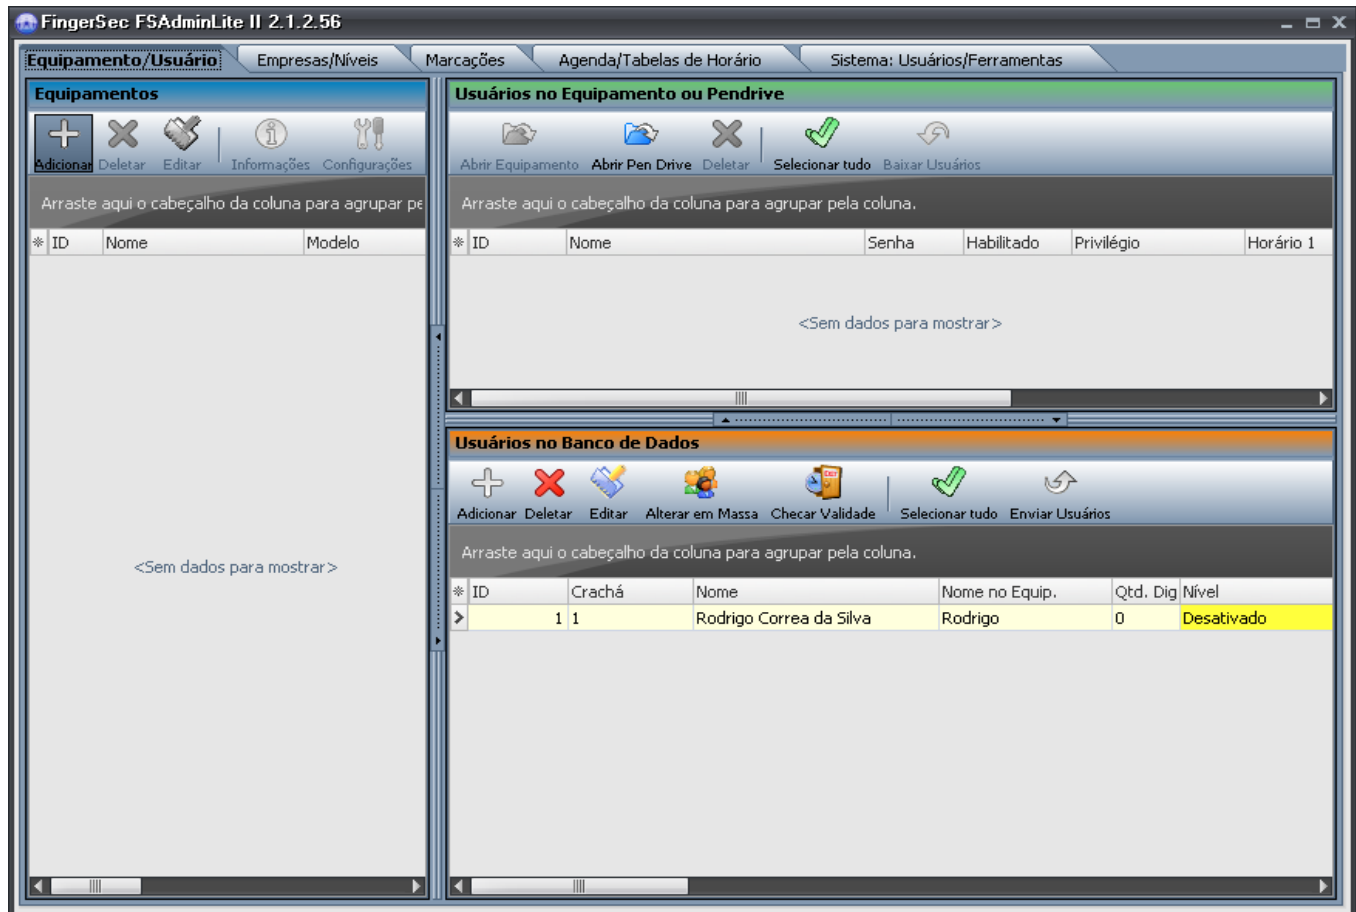 FingerSec FSAdminLite II 2.1.2.56
Equipamento/Usuário Empresas/Níveis Marcações Agenda/Tabelas de Horário Sistema: Usuários/Ferramentas
Equipamentos
Adicionar Deletar Editar Informações Configurações
Arraste aqui o cabeçalho da coluna para agrupar pe
ID Nome Modelo
<Sem dados para mostrar>
Usuários no Equipamento ou Pendrive
Abrir Equipamento Abrir Pen Drive Deletar Selecionar tudo Baixar Usuários
Arraste aqui o cabeçalho da coluna para agrupar pela coluna.
ID Nome Senha Habilitado Privilégio Horário 1
<Sem dados para mostrar>
Usuários no Banco de Dados
EXIT
Adicionar Deletar Editar Alterar em Massa Checar Validade Selecionar tudo Enviar Usuários
Arraste aqui o cabeçalho da coluna para agrupar pela coluna.
ID Crachá Nome Nome no Equip. Qtd. Dig Nível
1 1 Rodrigo Correa da Silva Rodrigo 0 Desativado